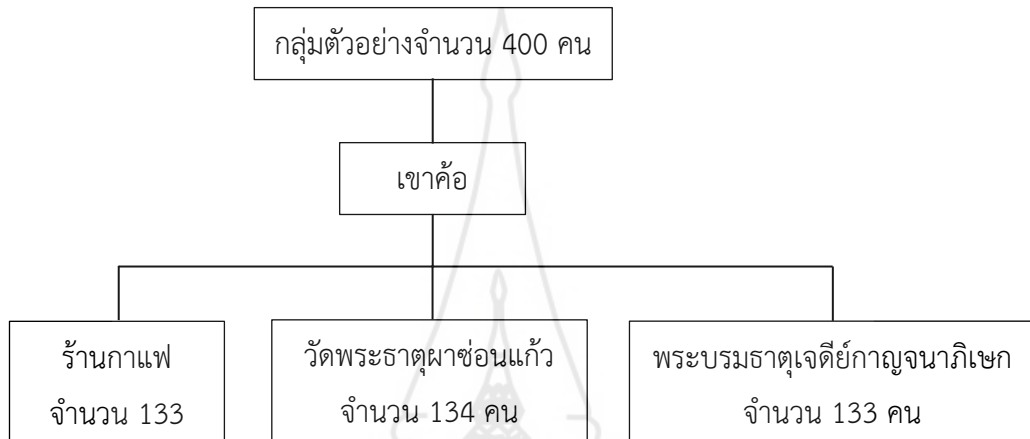 กลุ่มตัวอย่างจำนวน 400 คน
เขาค้อ
ร้านกาแฟ
จำนวน 133
วัดพระธาตุผาซ่อนแก้ว
จำนวน 134 คน
พระบรมธาตุเจดีย์กาญจนาภิเษก
จำนวน 133 คน